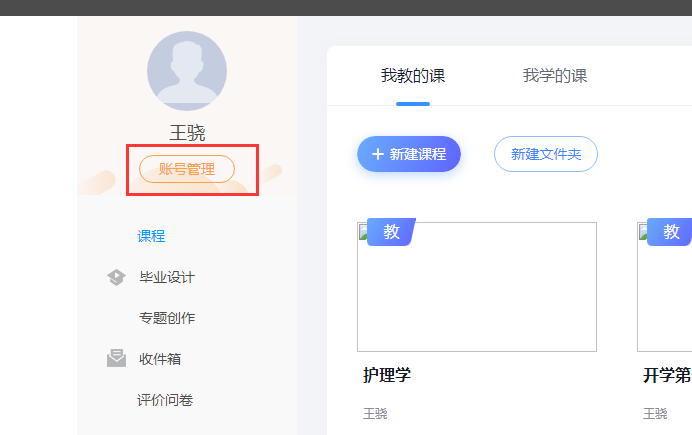 王骁
账号管理
课程
毕业设计
专题创作
收件箱
评价问卷
我教的课 我学的课
+ 新建课程 新建文件夹
教
护理学
王骁
教
开学第
王骁